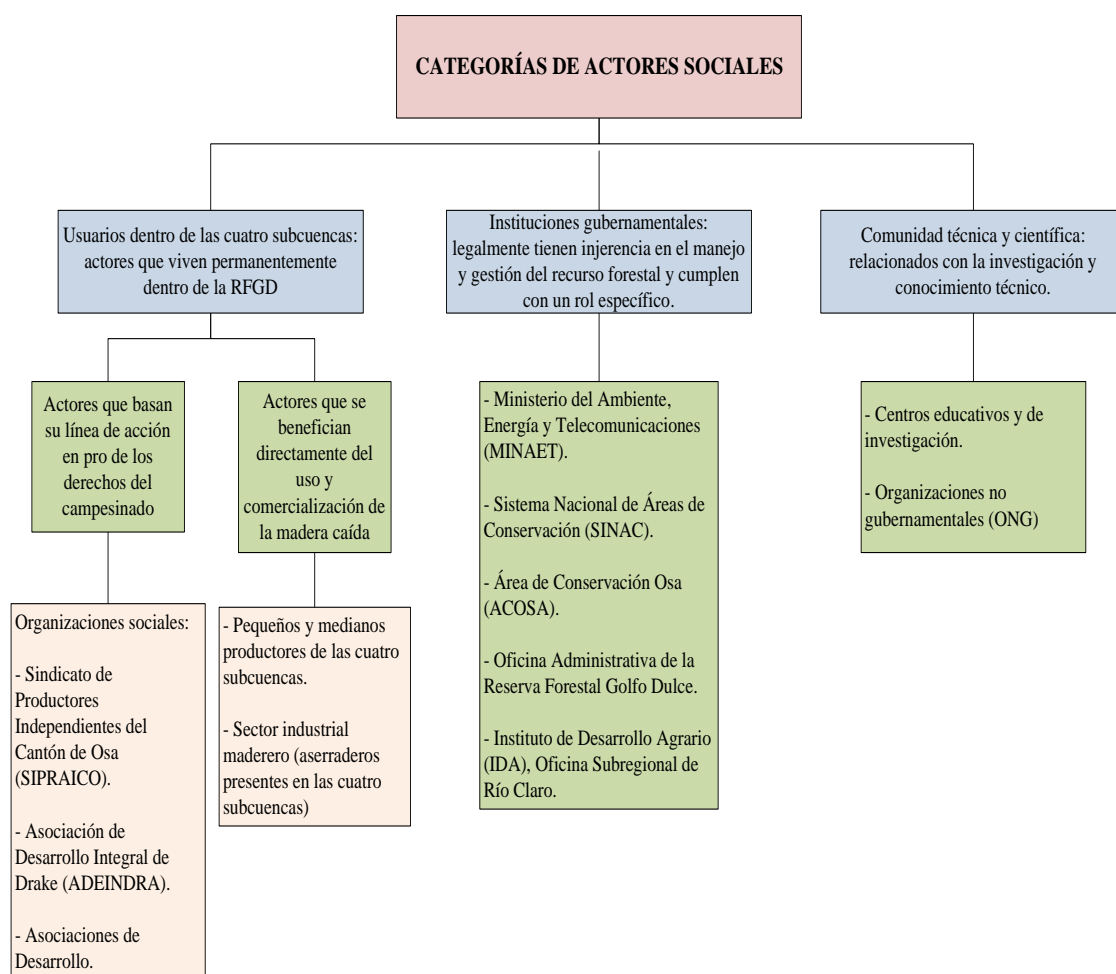 CATEGORÍAS DE ACTORES SOCIALES
Usuarios dentro de las cuatro subcuencas:
actores que viven permanentemente
dentro de la RFGD
Instituciones gubernamentales:
legalmente tienen injerencia en el manejo
y gestión del recurso forestal y cumplen
con un rol específico.
Comunidad técnica y científica:
relacionados con la investigación y
conocimiento técnico.
Actores que basan
su línea de acción
en pro de los
derechos del
campesinado
Actores que se
benefician
directamente del
uso y
comercialización de
la madera caída
- Ministerio del Ambiente,
Energía y Telecomunicaciones
(MINAET).
- Sistema Nacional de Áreas de
Conservación (SINAC).
- Área de Conservación Osa
(ACOSA).
- Oficina Administrativa de la
Reserva Forestal Golfo Dulce.
- Instituto de Desarrollo Agrario
(IDA), Oficina Subregional de
Río Claro.
- Centros educativos y de
investigación.
- Organizaciones no
gubernamentales (ONG)
Organizaciones sociales:
- Sindicato de
Productores
Independientes del
Cantón de Osa
(SIPRAICO).
- Asociación de
Desarrollo Integral de
Drake (ADEINDRA).
- Asociaciones de
Desarrollo.
- Pequeños y medianos
productores de las cuatro
subcuencas.
- Sector industrial
maderero (aserraderos
presentes en las cuatro
subcuencas)